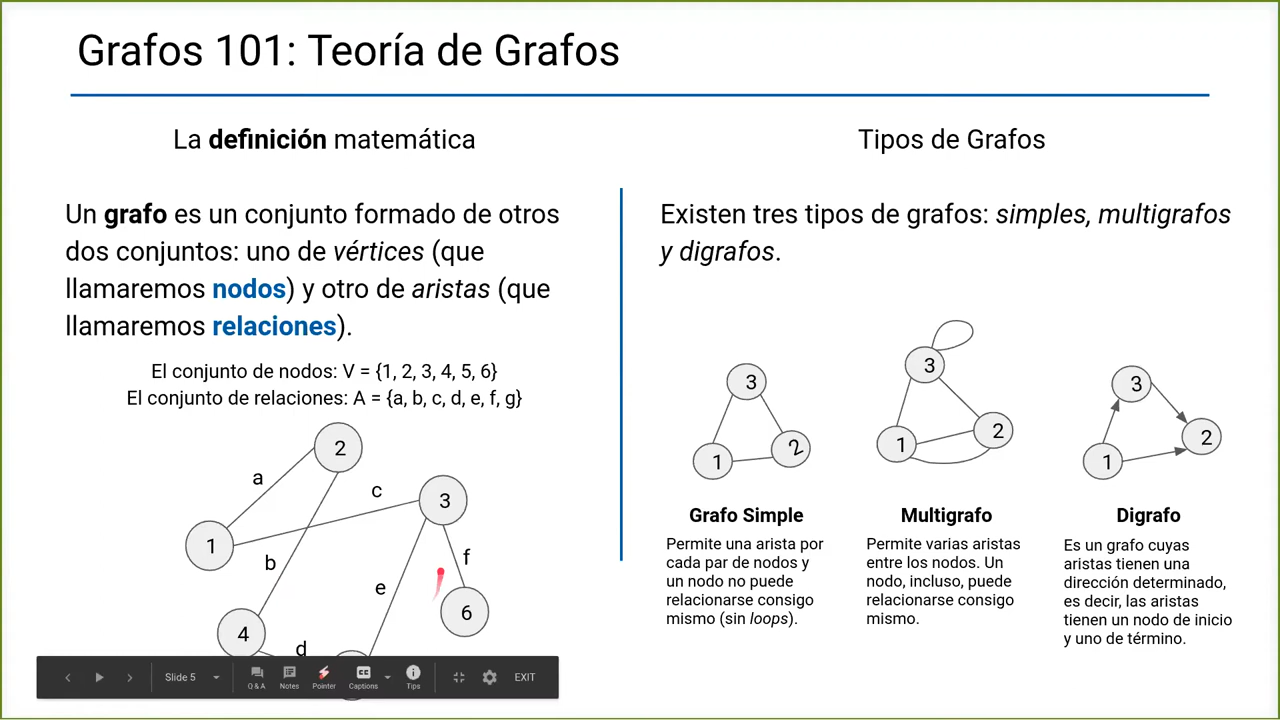 Grafos 101: Teoría de Grafos
La definición matemática
Un grafo es un conjunto formado de otros
dos conjuntos: uno de vértices (que
llamaremos nodos) y otro de aristas (que
llamaremos relaciones).
El conjunto de nodos: V = {1, 2, 3, 4, 5, 6}
El conjunto de relaciones: A = {a, b, c, d, e, f, g}
2
a
c
3
1
b
f
e
6
4
d
Tipos de Grafos
Existen tres tipos de grafos: simples, multigrafos
y digrafos.
3
1
2
Grafo Simple
Permite una arista por
cada par de nodos y
un nodo no puede
relacionarse consigo
mismo (sin loops).
3
1
2
Multigrafo
Permite varias aristas
entre los nodos. Un
nodo, incluso, puede
relacionarse consigo
mismo.
3
1
2
Digrafo
Es un grafo cuyas
aristas tienen una
dirección determinado,
es decir, las aristas
tienen un nodo de inicio
y uno de término.
Slide 5
Q & A
Notes
Pointer
CC
Captions
Tips
EXIT